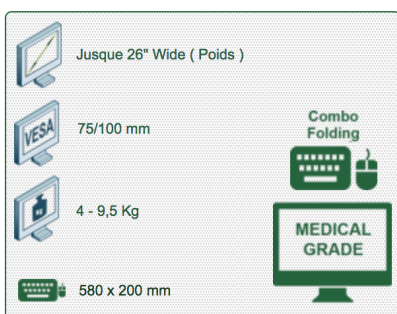 Jusque 26" Wide ( Poids )
VESA
75/100 mm
Combo
Folding
KG
4 - 9,5 Kg
MEDICAL
GRADE
580 x 200 mm